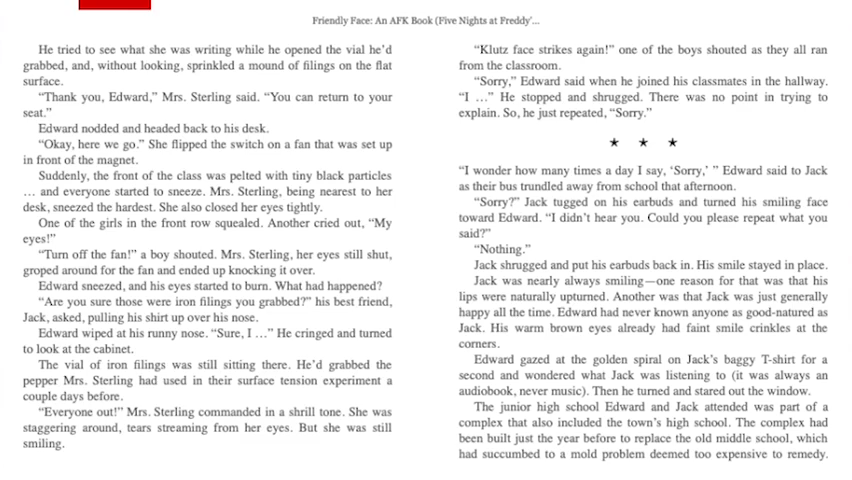 Friendly Face: An AFK Book (Five Nights at Freddy'...
He tried to see what she was writing while he opened the vial he’d
grabbed, and, without looking, sprinkled a mound of filings on the flat
surface.
“Thank you, Edward,” Mrs. Sterling said. “You can return to your
seat.”
Edward nodded and headed back to his desk.
“Okay, here we go.” She flipped the switch on a fan that was set up
in front of the magnet.
Suddenly, the front of the class was pelted with tiny black particles
… and everyone started to sneeze. Mrs. Sterling, being nearest to her
desk, sneezed the hardest. She also closed her eyes tightly.
One of the girls in the front row squealed. Another cried out, “My
eyes!”
“Turn off the fan!” a boy shouted. Mrs. Sterling, her eyes still shut,
groped around for the fan and ended up knocking it over.
Edward sneezed, and his eyes started to burn. What had happened?
“Are you sure those were iron filings you grabbed?” his best friend,
Jack, asked, pulling his shirt up over his nose.
Edward wiped at his runny nose. “Sure, I …” He cringed and turned
to look at the cabinet.
The vial of iron filings was still sitting there. He’d grabbed the
pepper Mrs. Sterling had used in their surface tension experiment a
couple days before.
“Everyone out!” Mrs. Sterling commanded in a shrill tone. She was
staggering around, tears streaming from her eyes. But she was still
smiling.
“Klutz face strikes again!” one of the boys shouted as they all ran
from the classroom.
“Sorry,” Edward said when he joined his classmates in the hallway.
“I …” He stopped and shrugged. There was no point in trying to
explain. So, he just repeated, “Sorry.”
★ ★ ★
“I wonder how many times a day I say, ‘Sorry,’ ” Edward said to Jack
as their bus trundled away from school that afternoon.
“Sorry?” Jack tugged on his earbuds and turned his smiling face
toward Edward. “I didn’t hear you. Could you please repeat what you
said?”
“Nothing.”
Jack shrugged and put his earbuds back in. His smile stayed in place.
Jack was nearly always smiling—one reason for that was that his
lips were naturally upturned. Another was that Jack was just generally
happy all the time. Edward had never known anyone as good-natured as
Jack. His warm brown eyes already had faint smile crinkles at the
corners.
Edward gazed at the golden spiral on Jack’s baggy T-shirt for a
second and wondered what Jack was listening to (it was always an
audiobook, never music). Then he turned and stared out the window.
The junior high school Edward and Jack attended was part of a
complex that also included the town’s high school. The complex had
been built just the year before to replace the old middle school, which
had succumbed to a mold problem deemed too expensive to remedy.